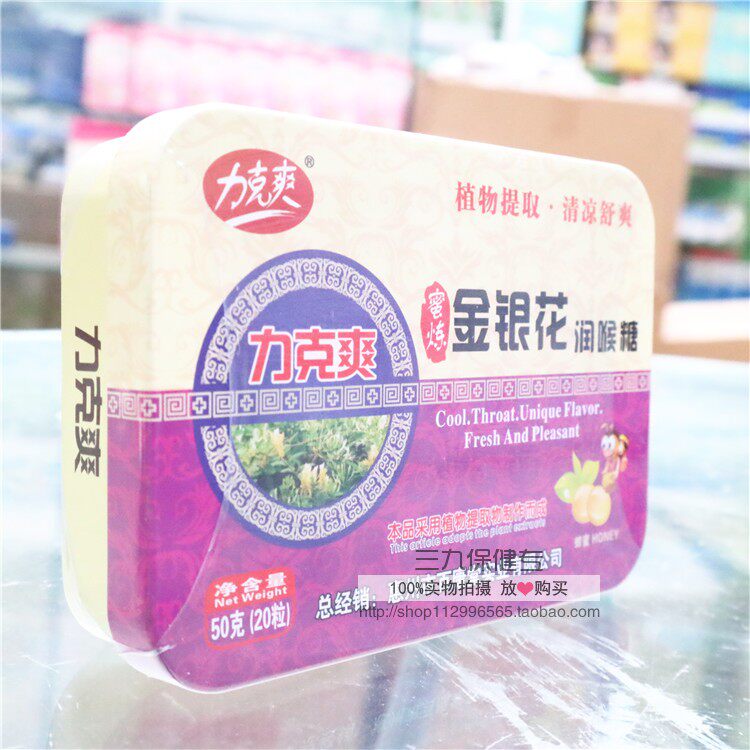 力克爽®
植物提取·清凉舒爽
蜜炼
金银花润喉糖
力克爽
力克爽
Cool.Throat.Unique Flavor.
Fresh And Pleasant
本品采用植物提取物制作而成
This article adopts the plant extracts
蜂蜜 HONEY
净含量
Net Weight
50克(20粒)
总经销:
公司
三九保健有
100%实物拍摄 放❤购买
http://shop112996565.taobao.com